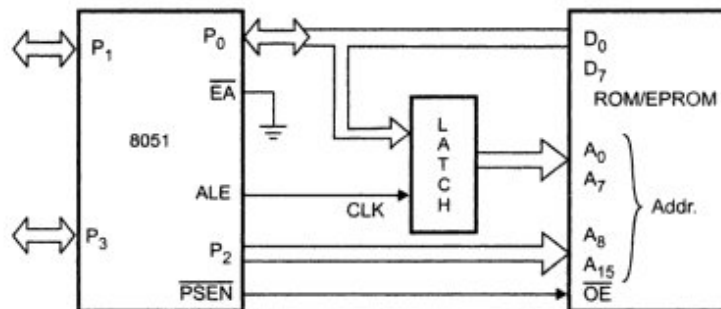 P1
P0
EA
8051
ALE
P3
P2
PSEN
CLK
LATCH
D0
D7
ROM/EPROM
A0
A7
Addr.
A8
A15
OE